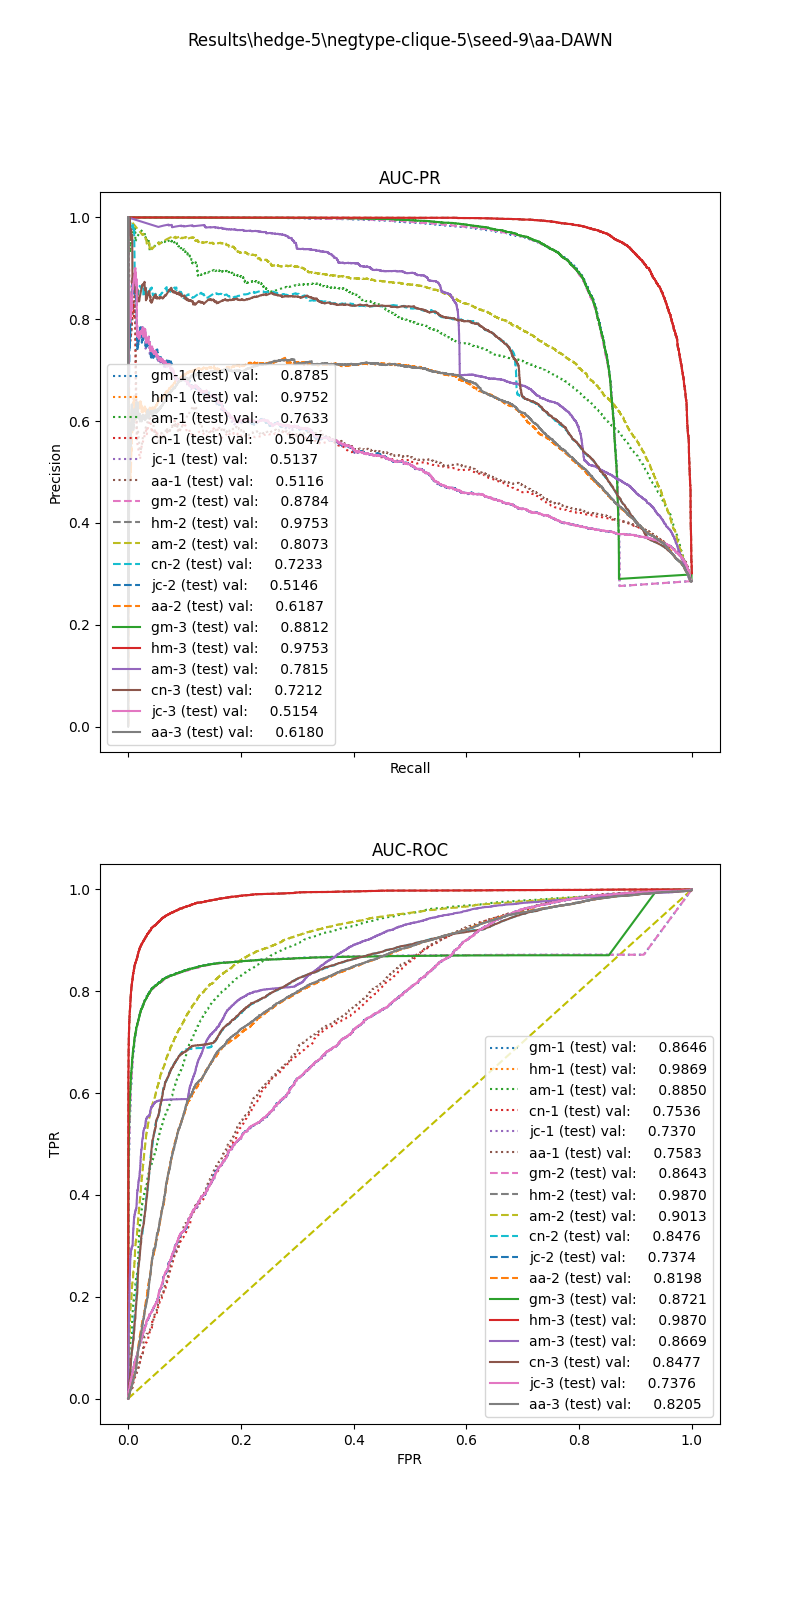 Results\hedge-5\negtype-clique-5\seed-9\aa-DAWN
AUC-PR
Precision
1.0
0.8
0.6
0.4
0.2
0.0
gm-1 (test) val: 0.8785
hm-1 (test) val: 0.9752
am-1 (test) val: 0.7633
cn-1 (test) val: 0.5047
jc-1 (test) val: 0.5137
aa-1 (test) val: 0.5116
gm-2 (test) val: 0.8784
hm-2 (test) val: 0.9753
am-2 (test) val: 0.8073
cn-2 (test) val: 0.7233
jc-2 (test) val: 0.5146
aa-2 (test) val: 0.6187
gm-3 (test) val: 0.8812
hm-3 (test) val: 0.9753
am-3 (test) val: 0.7815
cn-3 (test) val: 0.7212
jc-3 (test) val: 0.5154
aa-3 (test) val: 0.6180
Recall
AUC-ROC
TPR
1.0
0.8
0.6
0.4
0.2
0.0
gm-1 (test) val: 0.8646
hm-1 (test) val: 0.9869
am-1 (test) val: 0.8850
cn-1 (test) val: 0.7536
jc-1 (test) val: 0.7370
aa-1 (test) val: 0.7583
gm-2 (test) val: 0.8643
hm-2 (test) val: 0.9870
am-2 (test) val: 0.9013
cn-2 (test) val: 0.8476
jc-2 (test) val: 0.7374
aa-2 (test) val: 0.8198
gm-3 (test) val: 0.8721
hm-3 (test) val: 0.9870
am-3 (test) val: 0.8669
cn-3 (test) val: 0.8477
jc-3 (test) val: 0.7376
aa-3 (test) val: 0.8205
0.0 0.2 0.4 0.6 0.8 1.0
FPR